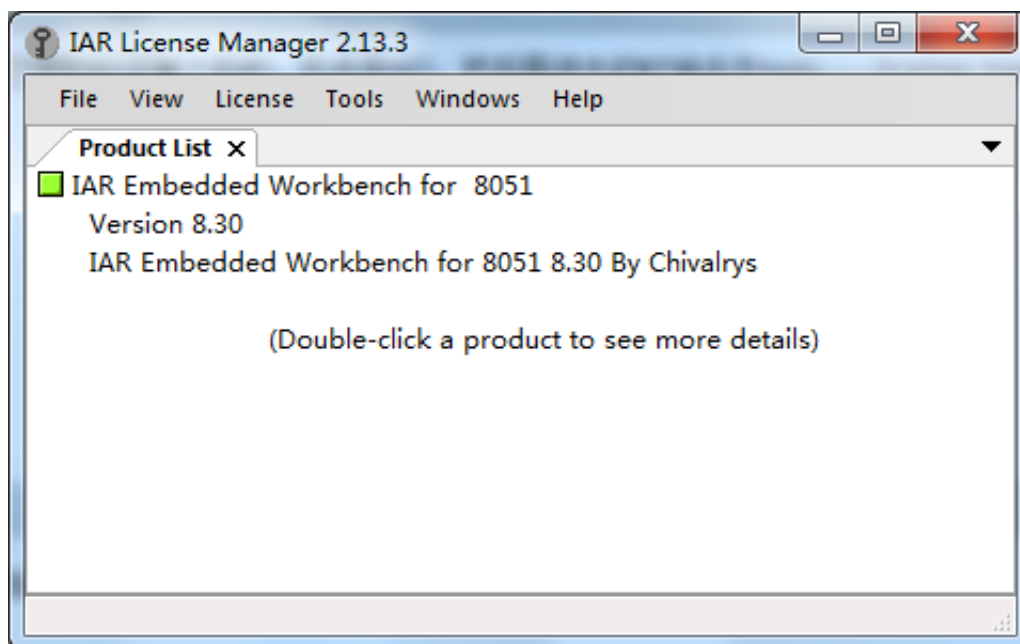 IAR License Manager 2.13.3
File View License Tools Windows Help
Product List
IAR Embedded Workbench for 8051
Version 8.30
IAR Embedded Workbench for 8051 8.30 By Chivalrys
(Double-click a product to see more details)